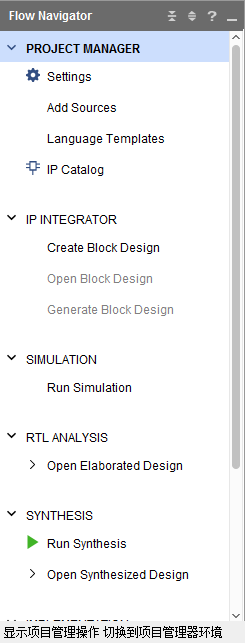 Flow Navigator
PROJECT MANAGER
Settings
Add Sources
Language Templates
IP Catalog
IP INTEGRATOR
Create Block Design
Open Block Design
Generate Block Design
SIMULATION
Run Simulation
RTL ANALYSIS
Open Elaborated Design
SYNTHESIS
Run Synthesis
Open Synthesized Design
显示项目管理操作 切换到项目管理器环境